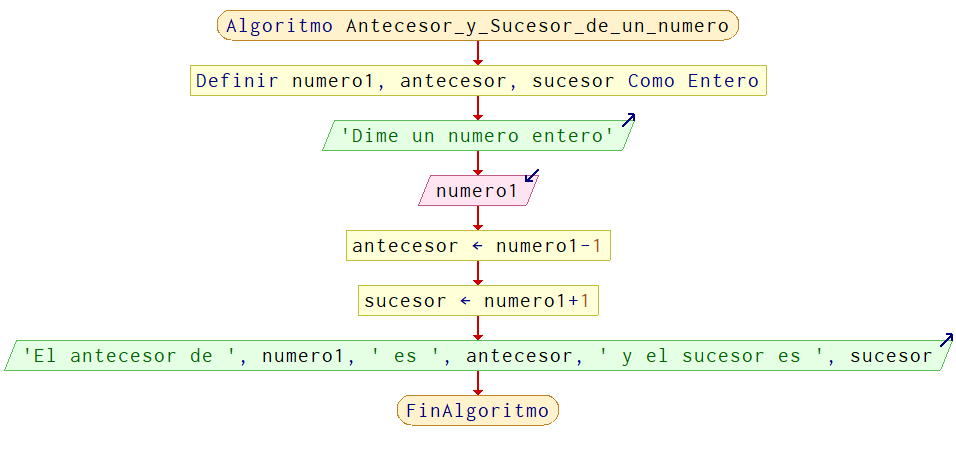 Algoritmo Antecesor_y_Sucesor_de_un_numero
Definir numero1, antecesor, sucesor Como Entero
'Dime un numero entero'
numero1
antecesor ← numero1-1
sucesor ← numero1+1
'El antecesor de ', numero1, ' es ', antecesor, ' y el sucesor es ', sucesor
FinAlgoritmo